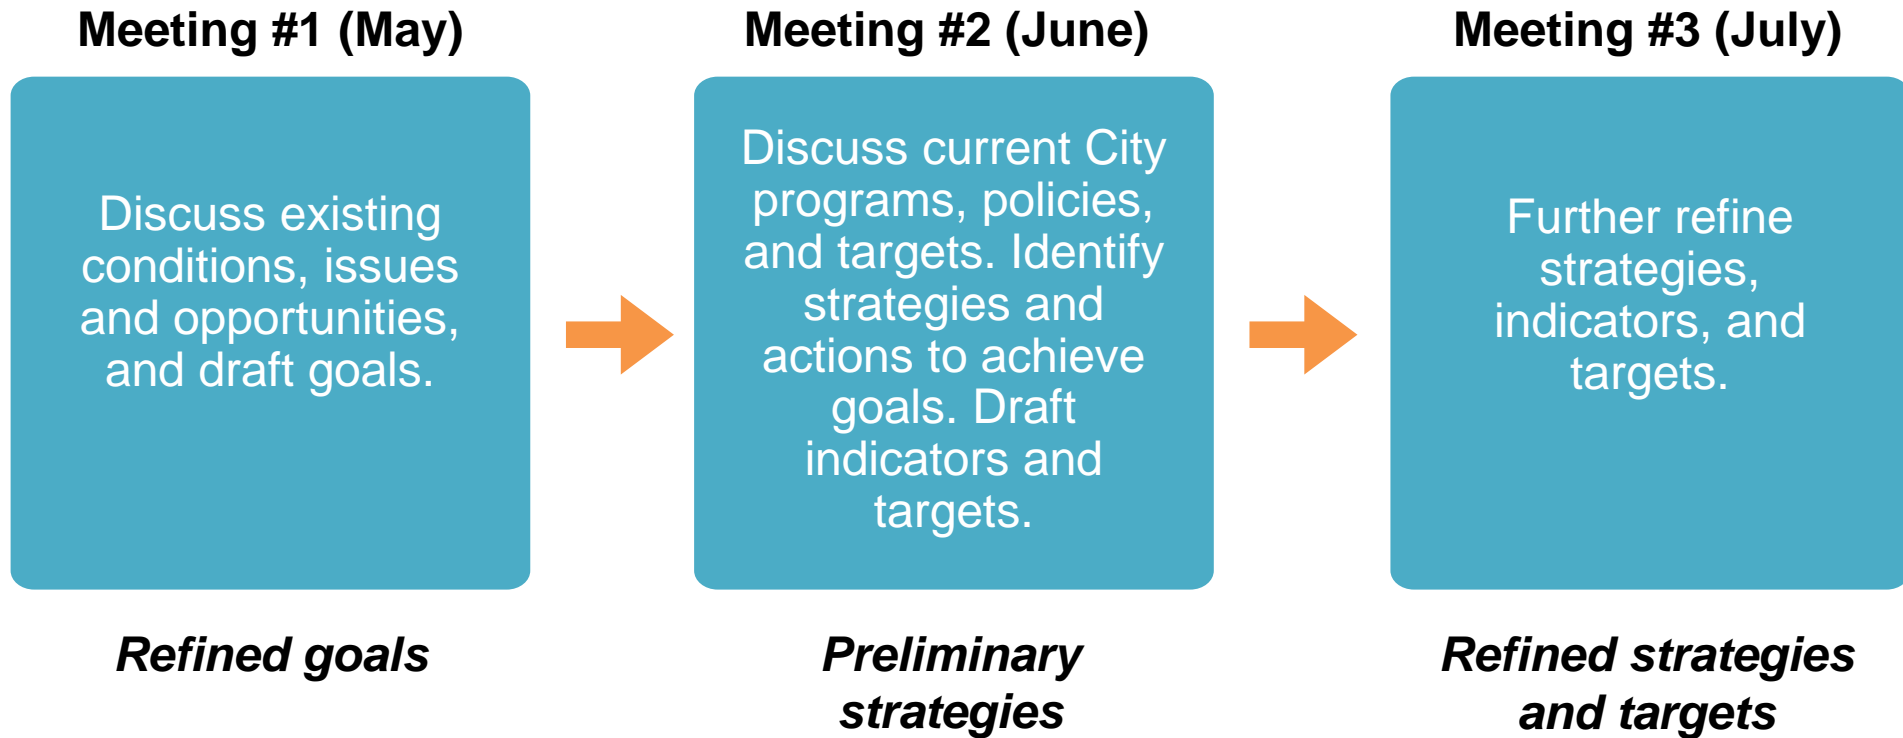 Meeting #1 (May)
Discuss existing
conditions, issues
and opportunities,
and draft goals.
Refined goals
Meeting #2 (June)
Discuss current City
programs, policies,
and targets. Identify
strategies and
actions to achieve
goals. Draft
indicators and
targets.
Preliminary
strategies
Meeting #3 (July)
Further refine
strategies,
indicators, and
targets.
Refined strategies
and targets